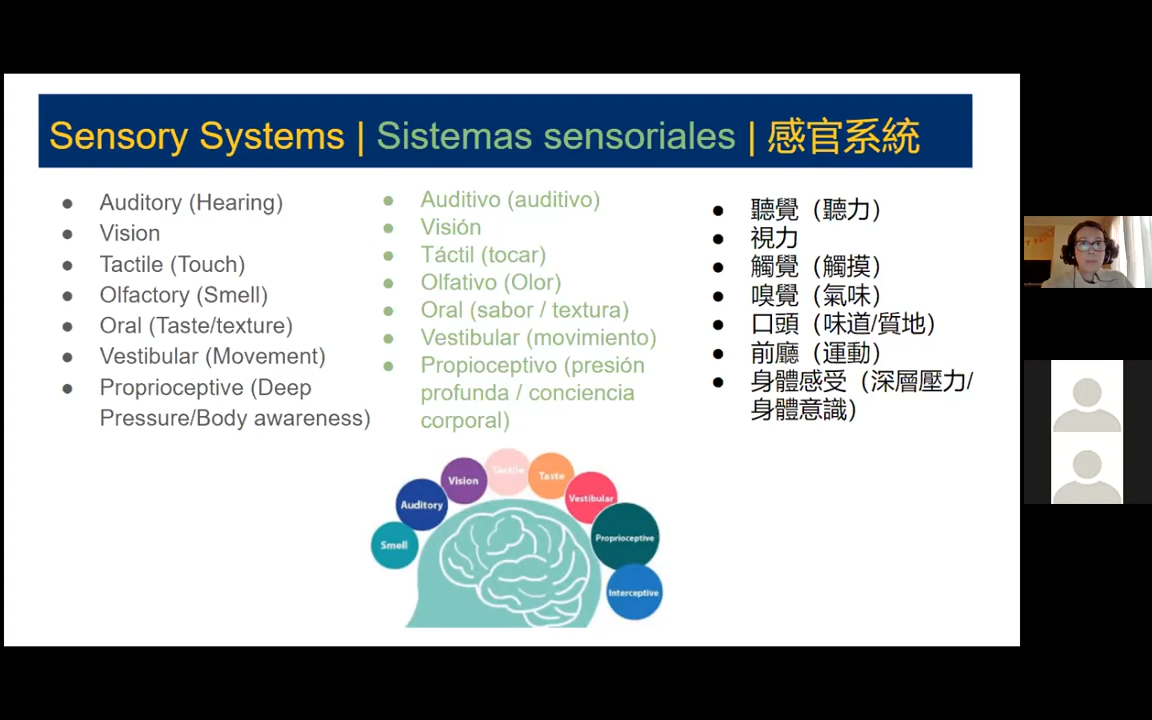 Sensory Systems | Sistemas sensoriales | 感官系統
Auditory (Hearing)
Vision
Tactile (Touch)
Olfactory (Smell)
Oral (Taste/texture)
Vestibular (Movement)
Proprioceptive (Deep
Pressure/Body awareness)
Auditivo (auditivo)
Visión
Táctil (tocar)
Olfativo (Olor)
Oral (sabor / textura)
Vestibular (movimiento)
Propioceptivo (presión
profunda / conciencia
corporal)
聽覺（聽力）
視力
觸覺（觸摸）
嗅覺（氣味）
口頭（味道/質地）
前廳（運動）
身體感受（深層壓力/
身體意識）
Smell
Auditory
Vision
Tactile
Taste
Vestibular
Proprioceptive
Interceptive